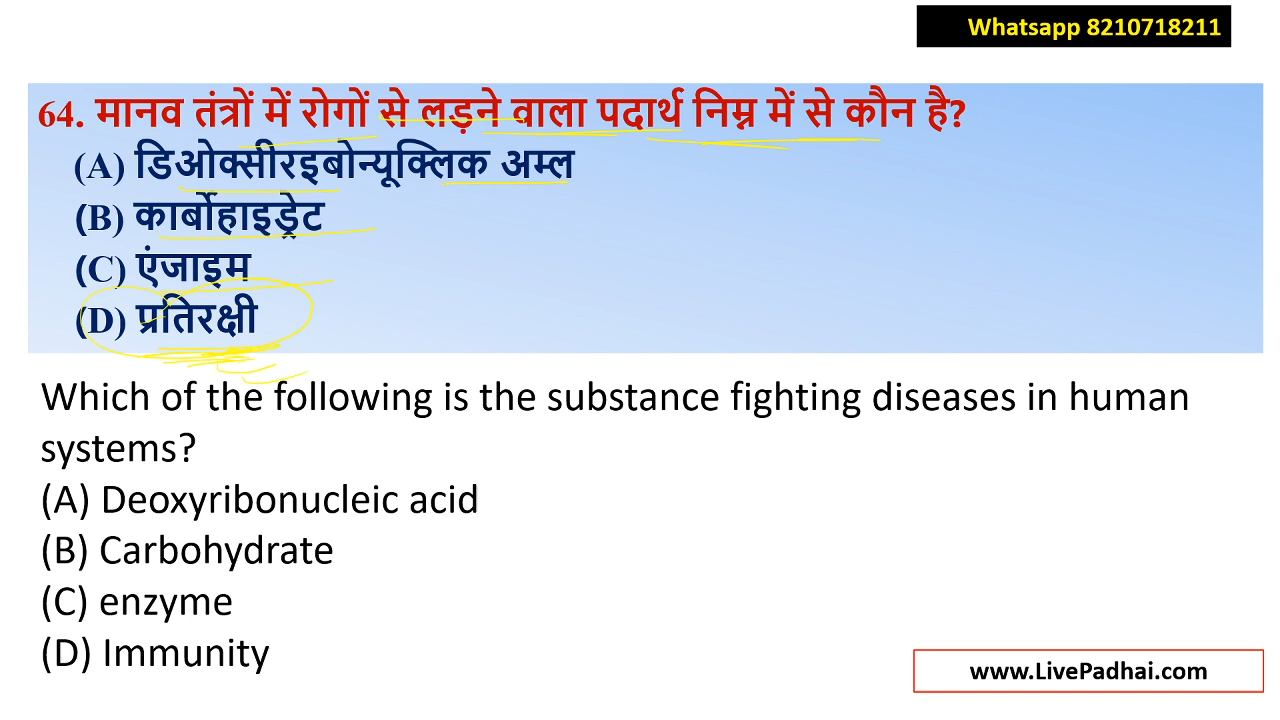 Whatsapp 8210718211
64. मानव तंत्रों में रोगों से लड़ने वाला पदार्थ निम्न में से कौन है?
(A) डिओक्सीरइबोन्यूक्लिक अम्ल
(B) कार्बोहाइड्रेट
(C) एंजाइम
(D) प्रतिरक्षी
Which of the following is the substance fighting diseases in human
systems?
(A) Deoxyribonucleic acid
(B) Carbohydrate
(C) enzyme
(D) Immunity
www.LivePadhai.com